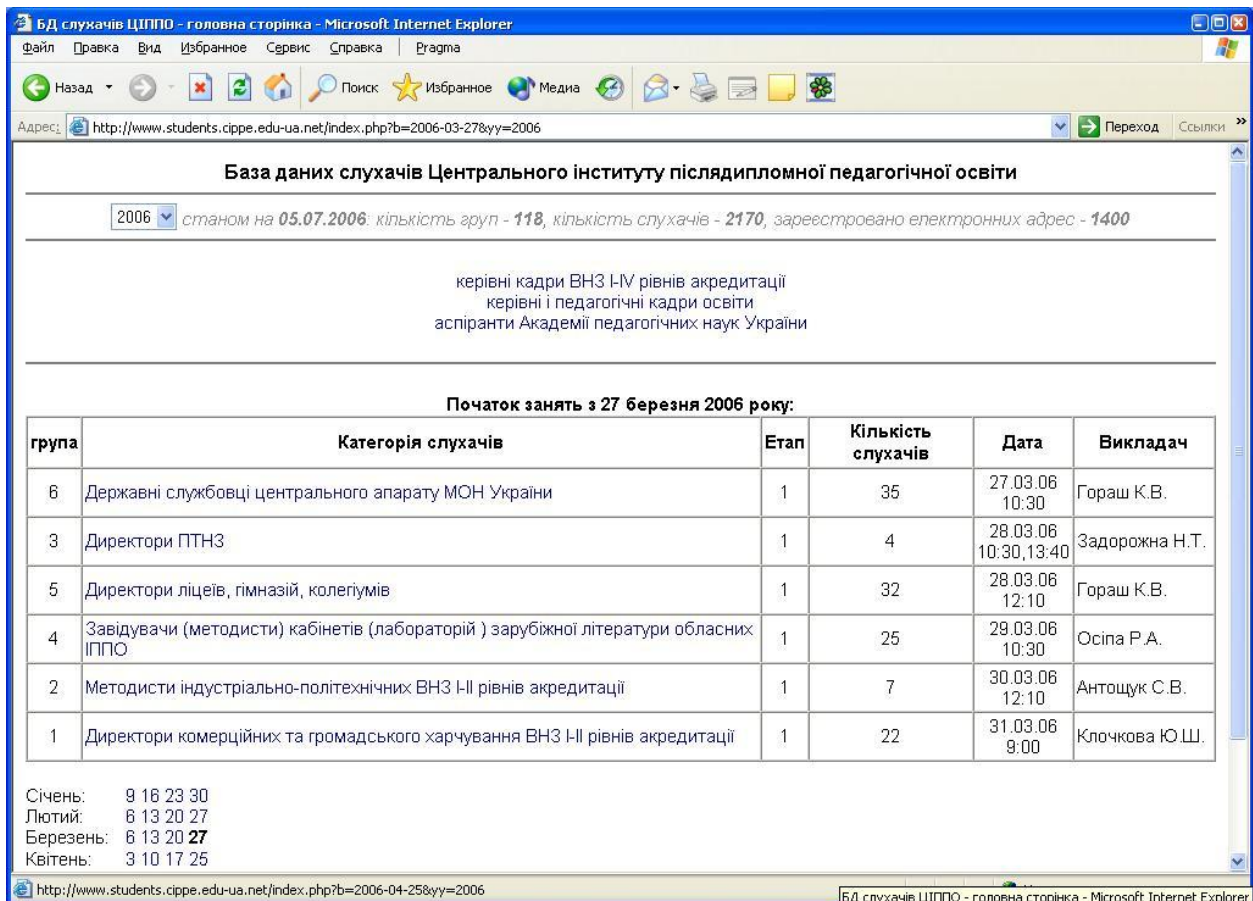 БД слухачів ЦІППО - головна сторінка - Microsoft Internet Explorer
Файл Правка Вид Избранное Сервис Справка Pragma
Назад Поиск Избранное Медиа
Адрес: http://www.students.cippe.edu-ua.net/index.php?b=2006-03-27&yy=2006 Переход Ссылки »
База даних слухачів Центрального інституту післядипломної педагогічної освіти
2006 станом на 05.07.2006: кількість груп - 118, кількість слухачів - 2170, зареєстровано електронних адрес - 1400
керівні кадри ВНЗ І-IV рівнів акредитації
керівні і педагогічні кадри освіти
аспіранти Академії педагогічних наук України
Початок занять з 27 березня 2006 року:
група Категорія слухачів Етап Кількість слухачів Дата Викладач
6 Державні службовці центрального апарату МОН України 1 35 27.03.06 10:30 Гораш К.В.
3 Директори ПТНЗ 1 4 28.03.06 10:30,13:40 Задорожна Н.Т.
5 Директори ліцеїв, гімназій, колегіумів 1 32 28.03.06 12:10 Гораш К.В.
4 Завідувачи (методисти) кабінетів (лабораторій ) зарубіжної літератури обласних ІППО 1 25 29.03.06 10:30 Осіпа Р.А.
2 Методисти індустріально-політехнічних ВНЗ І-ІІ рівнів акредитації 1 7 30.03.06 12:10 Антощук С.В.
1 Директори комерційних та громадського харчування ВНЗ І-ІІ рівнів акредитації 1 22 31.03.06 9:00 Клочкова Ю.Ш.
Січень: 9 16 23 30
Лютий: 6 13 20 27
Березень: 6 13 20 27
Квітень: 3 10 17 25
http://www.students.cippe.edu-ua.net/index.php?b=2006-04-25&yy=2006
БД слухачів ЦІППО - головна сторінка - Microsoft Internet Explorer